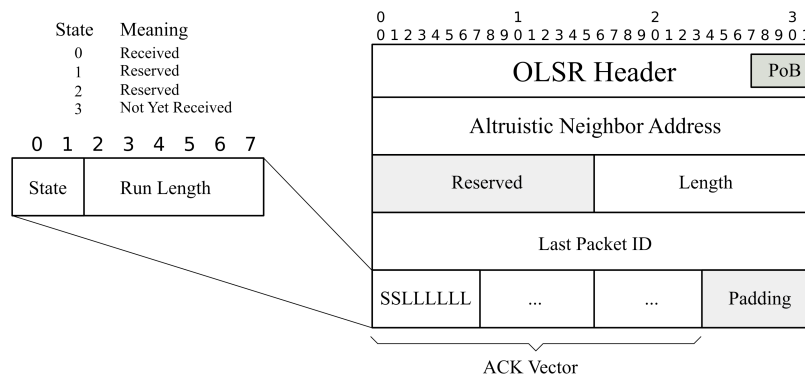 State Meaning
0 Received
1 Reserved
2 Reserved
3 Not Yet Received
0 1 2 3 4 5 6 7
State Run Length
0 1 2 3
0 1 2 3 4 5 6 7 8 9 0 1 2 3 4 5 6 7 8 9 0 1 2 3 4 5 6 7 8 9 0 1
OLSR Header PoB
Altruistic Neighbor Address
Reserved Length
Last Packet ID
SSLLLLLL ... ... Padding
ACK Vector